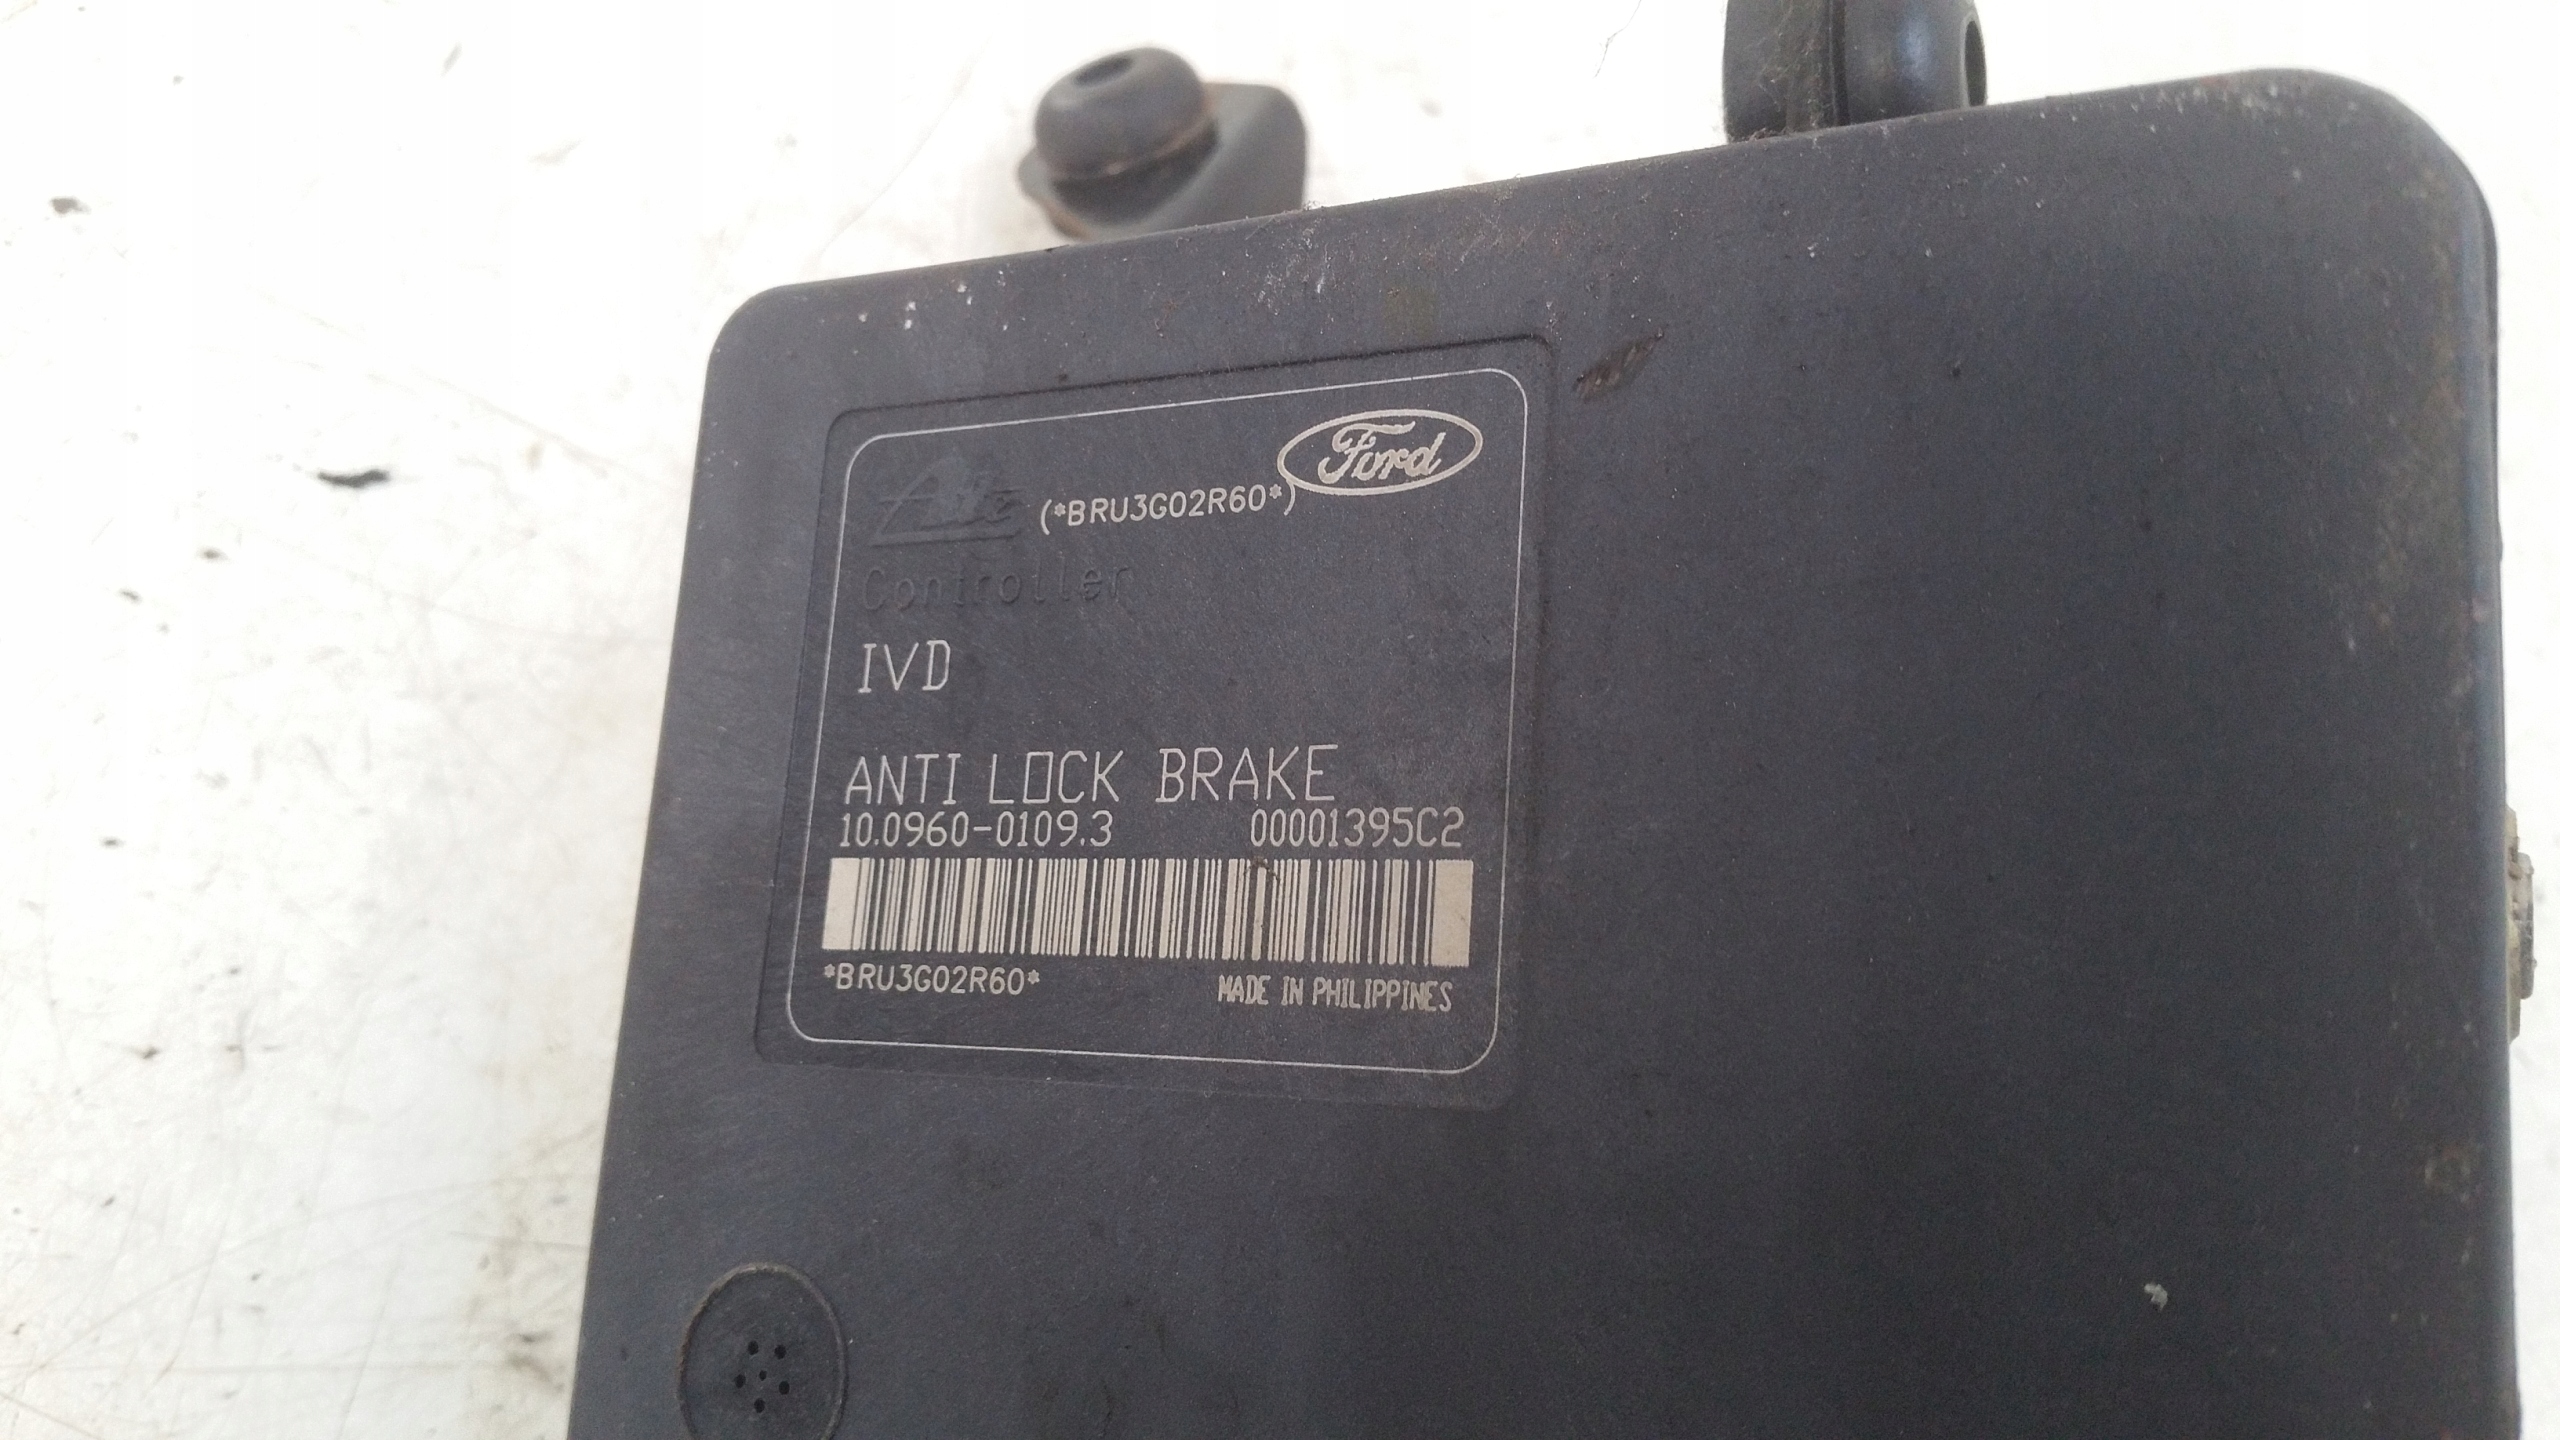 Ford
Ate (*BRU3G02R60*)
Controller
IVD
ANTI LOCK BRAKE
10.0960-0109.3 00001395C2
*BRU3G02R60* MADE IN PHILIPPINES